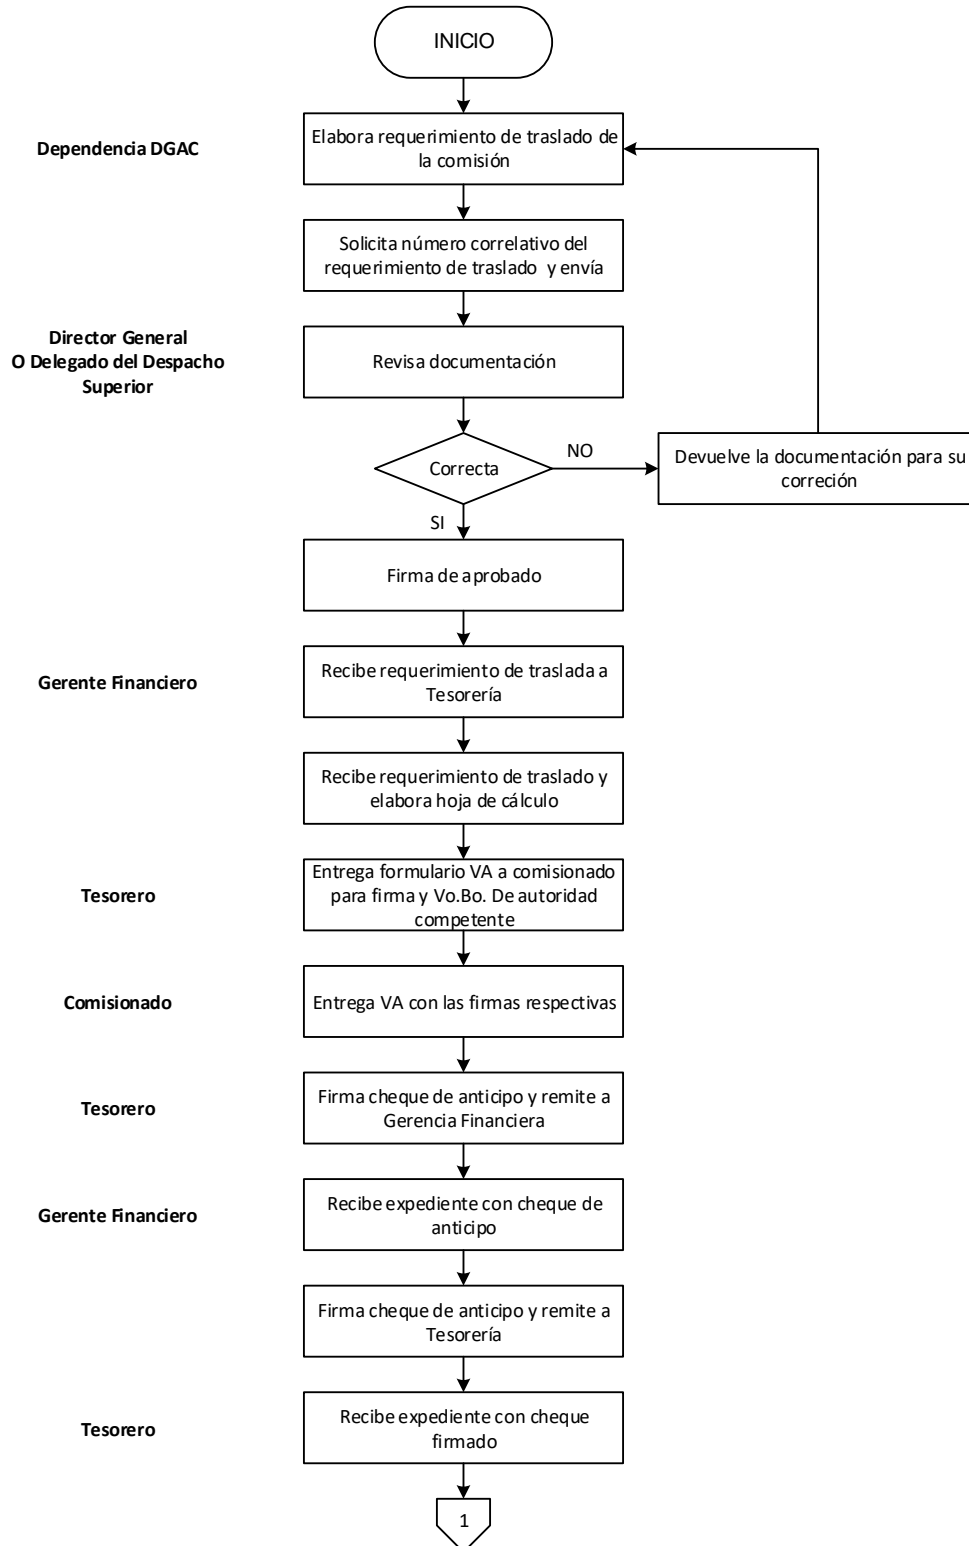 INICIO
Dependencia DGAC
Elabora requerimiento de traslado de
la comisión
Solicita número correlativo del
requerimiento de traslado y envía
Director General
O Delegado del Despacho
Superior
Revisa documentación
Correcta
NO
Devuelve la documentación para su
correción
SI
Firma de aprobado
Gerente Financiero
Recibe requerimiento de traslada a
Tesorería
Recibe requerimiento de traslado y
elabora hoja de cálculo
Tesorero
Entrega formulario VA a comisionado
para firma y Vo.Bo. De autoridad
competente
Comisionado
Entrega VA con las firmas respectivas
Tesorero
Firma cheque de anticipo y remite a
Gerencia Financiera
Gerente Financiero
Recibe expediente con cheque de
anticipo
Firma cheque de anticipo y remite a
Tesorería
Tesorero
Recibe expediente con cheque
firmado
1